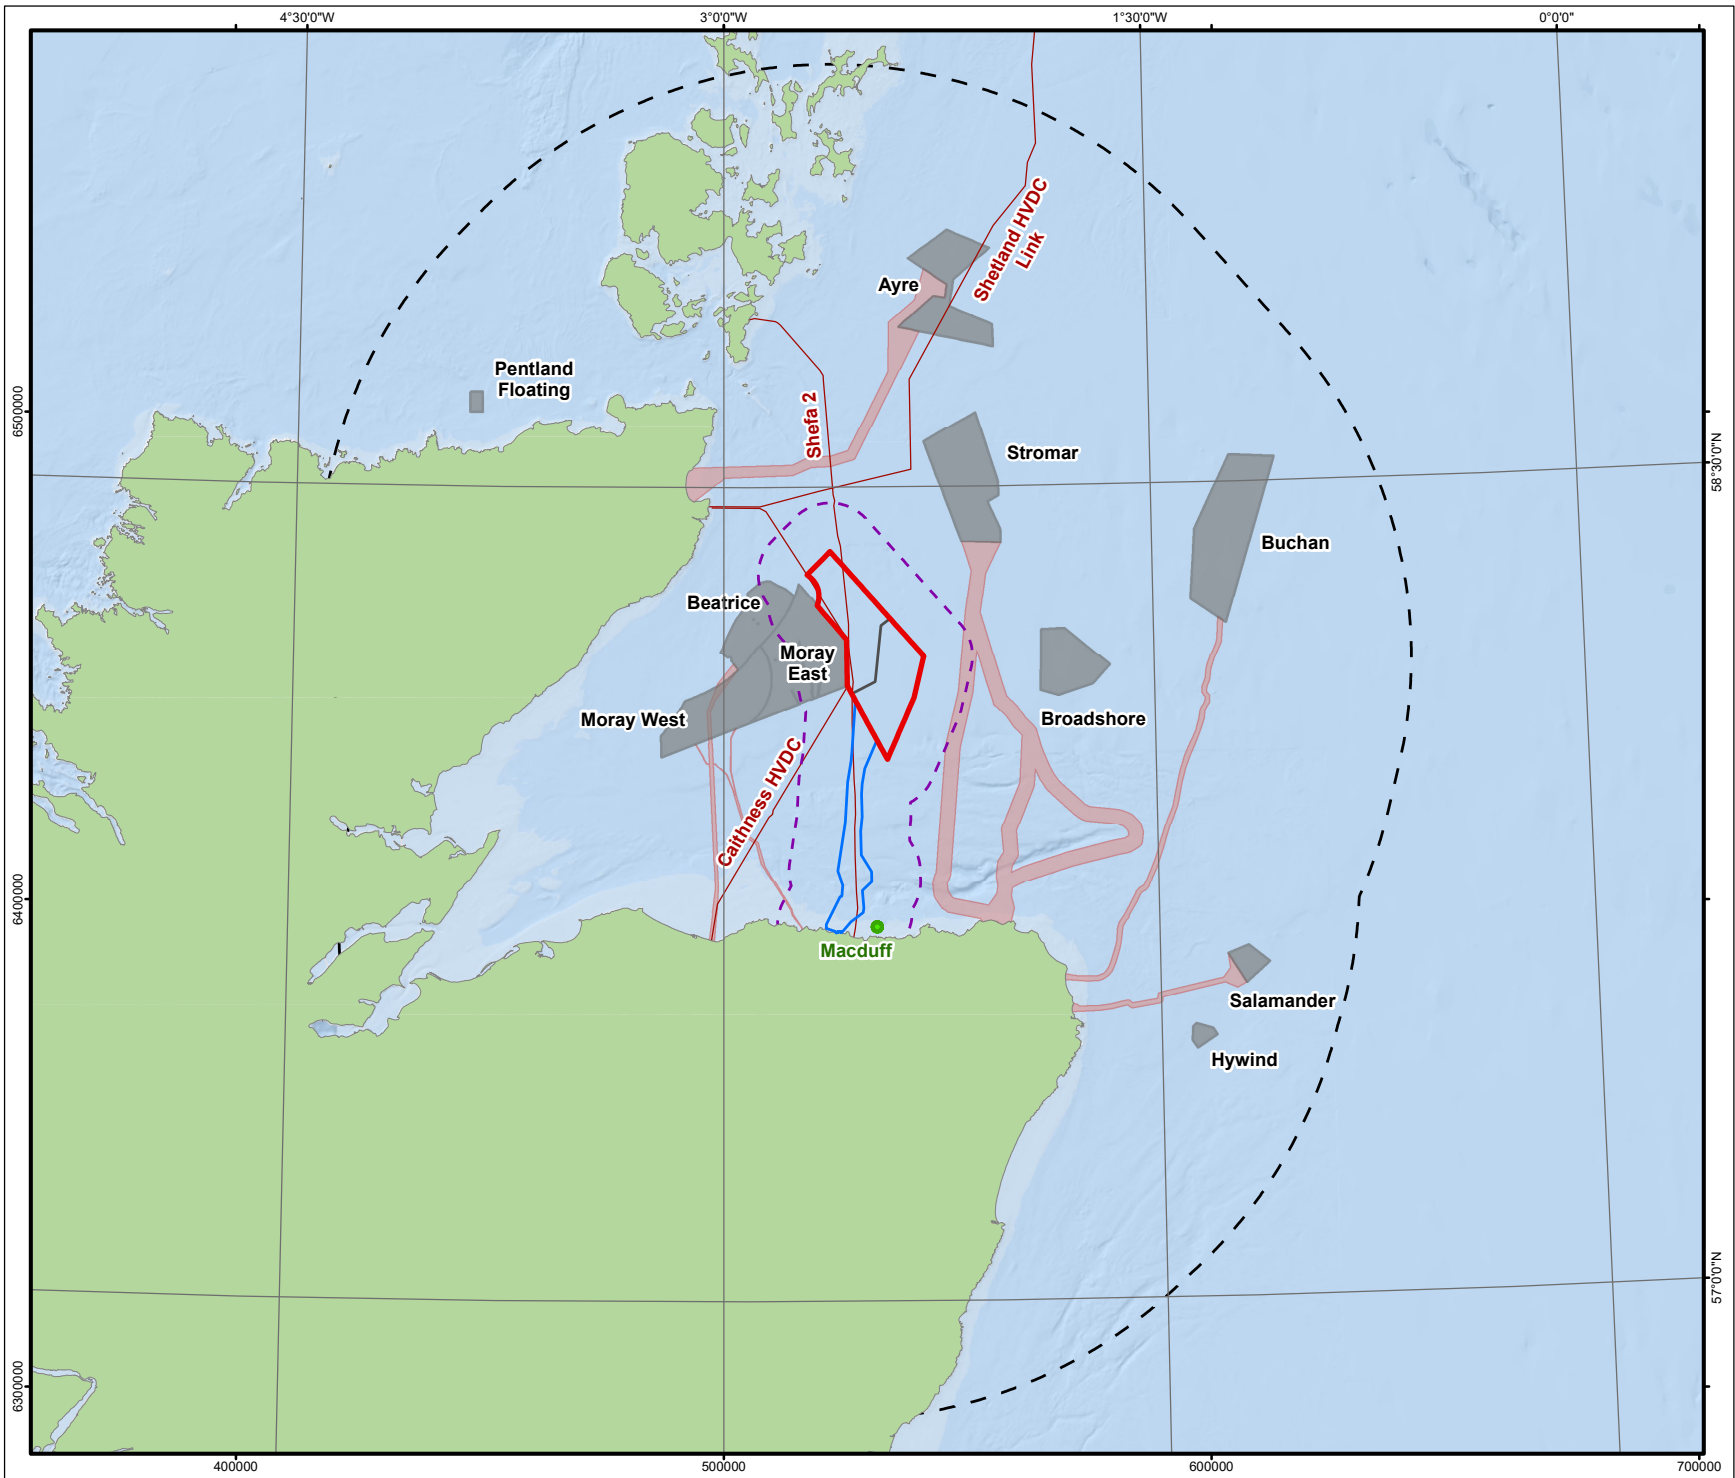 4°30'0"W
3°0'0"W
1°30'0"W
0°0'0"
Shetland HVDC
Link
Ayre
Pentland
Floating
6500000
Shefa 2
Stromar
58°30'0"N
Buchan
Beatrice
Moray
East
Moray West
Broadshore
Caithness HVDC
6400000
Macduff
Salamander
Hywind
57°0'0"N
6300000
400000
500000
600000
700000